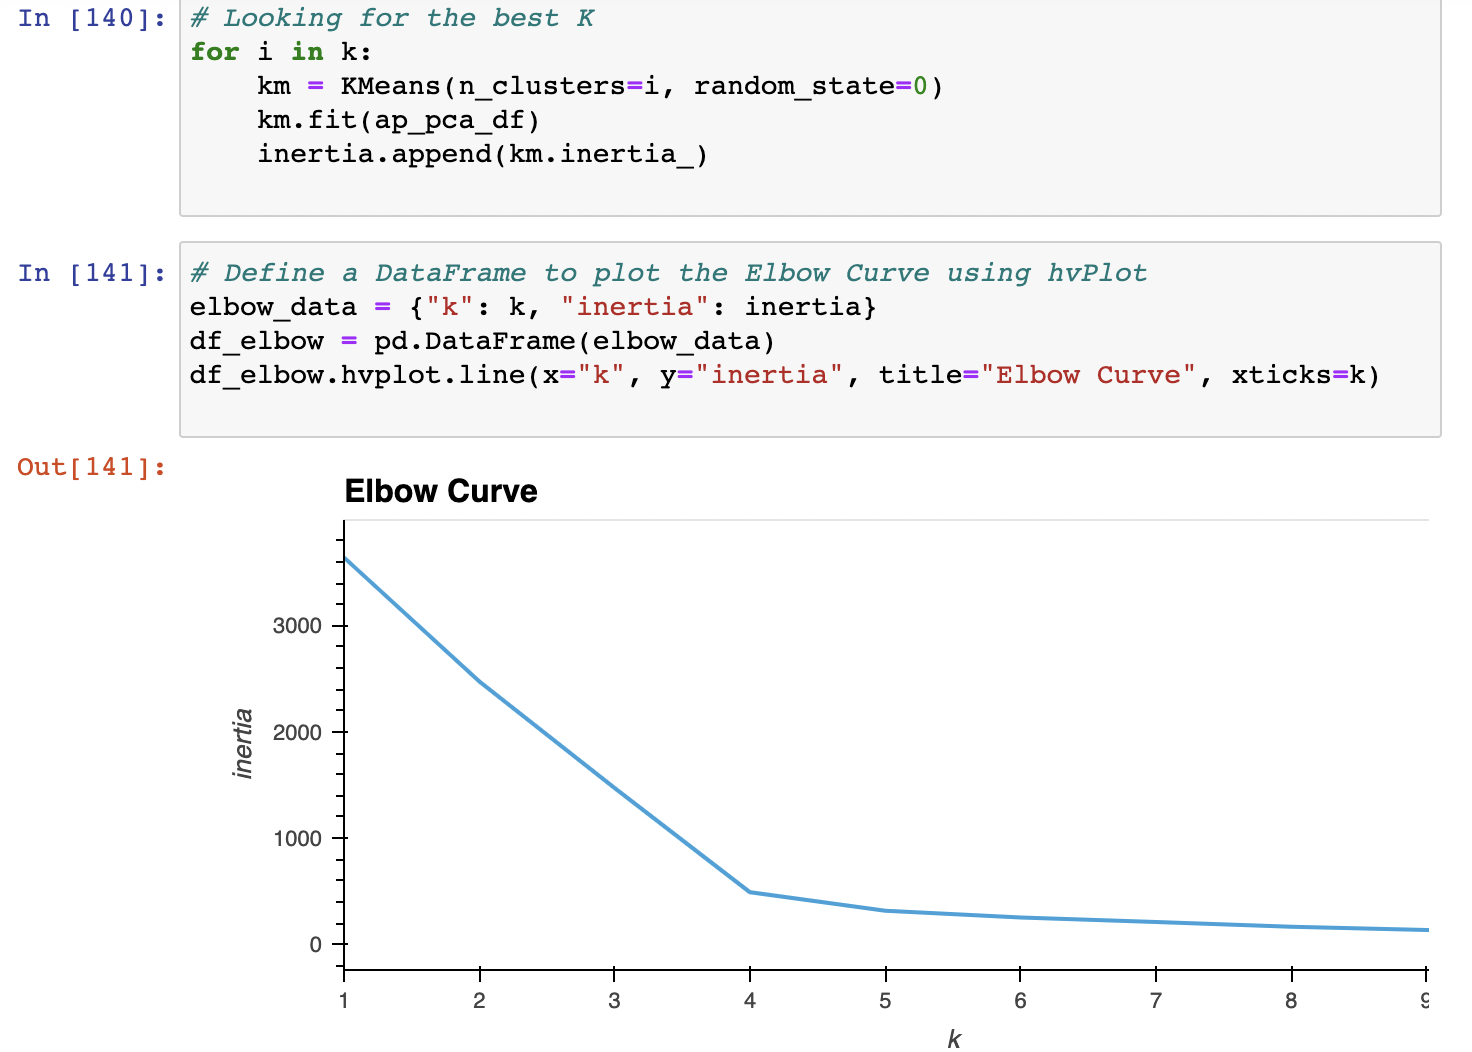 In [140]: # Looking for the best K
for i in k:
    km = KMeans(n_clusters=i, random_state=0)
    km.fit(ap_pca_df)
    inertia.append(km.inertia_)
In [141]: # Define a DataFrame to plot the Elbow Curve using hvPlot
elbow_data = {"k": k, "inertia": inertia}
df_elbow = pd.DataFrame(elbow_data)
df_elbow.hvplot.line(x="k", y="inertia", title="Elbow Curve", xticks=k)
Out[141]:
Elbow Curve
3000
2000
1000
0
inertia
1 2 3 4 5 6 7 8 9
k